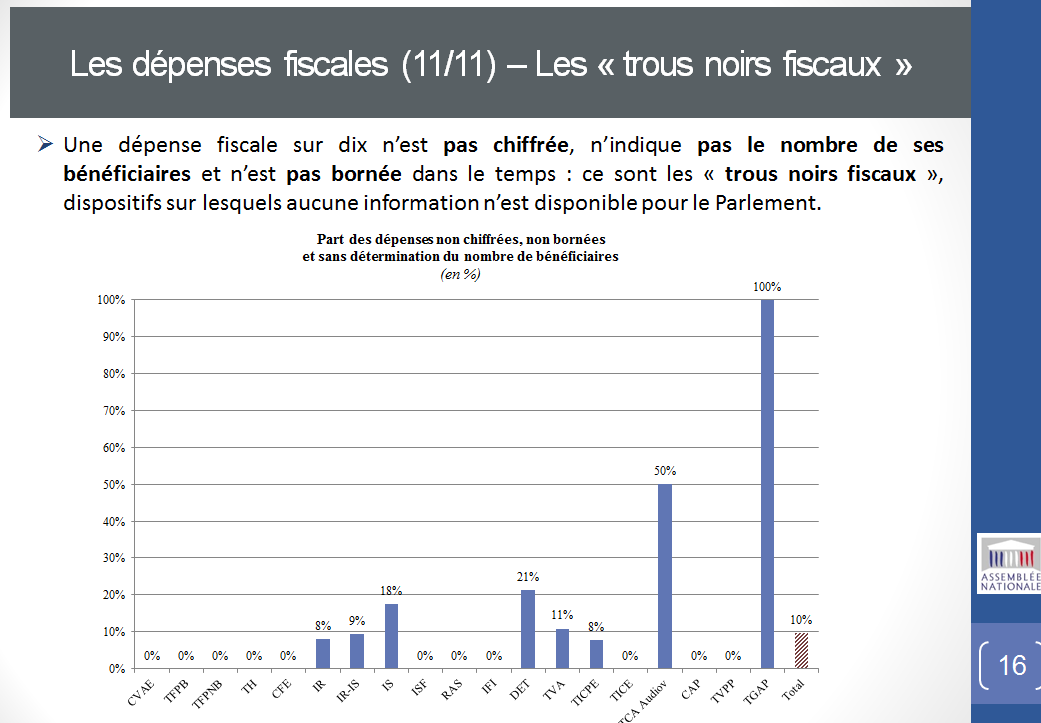 Les dépenses fiscales (11/11) – Les « trous noirs fiscaux »
➢ Une dépense fiscale sur dix n’est pas chiffrée, n’indique pas le nombre de ses
bénéficiaires et n’est pas bornée dans le temps : ce sont les « trous noirs fiscaux »,
dispositifs sur lesquels aucune information n’est disponible pour le Parlement.
Part des dépenses non chiffrées, non bornées
et sans détermination du nombre de bénéficiaires
(en %)
100%
90%
80%
70%
60%
50%
40%
30%
20%
10%
0%
0% 0% 0% 0% 0% 8% 9% 18% 0% 0% 0% 21% 11% 8% 0% 50% 0% 0% 100% 10%
CVAE TFPB TFPNB TH CFE IR IR-IS IS ISF RAS IFI DET TVA TICPE TICE TCA Audiov CAP TVPP TGAP Total
ASSEMBLÉE
NATIONALE
16